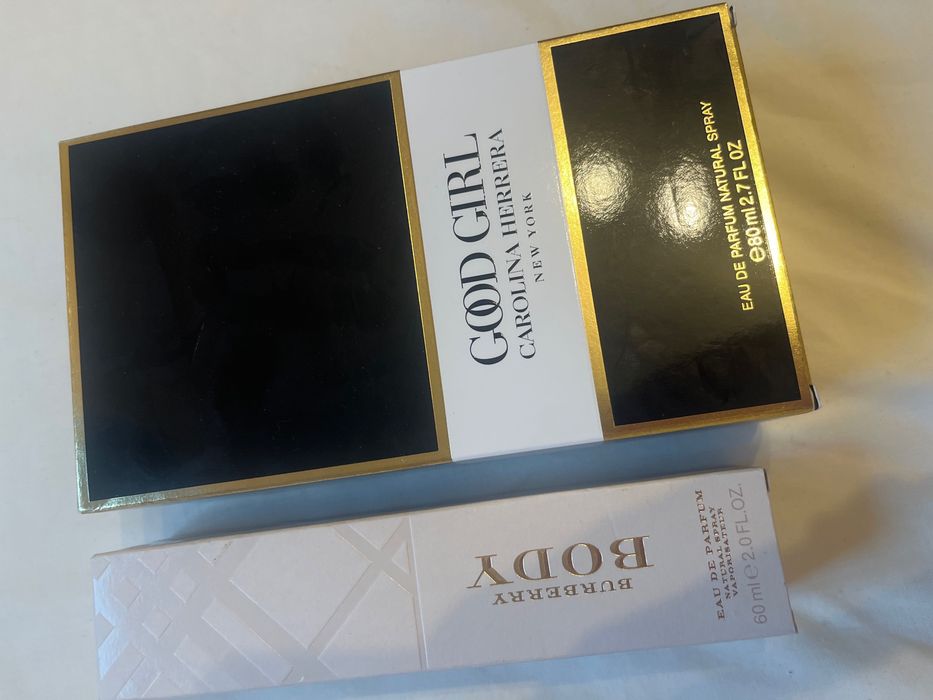 GOOD GIRL
CAROLINA HERRERA
NEW YORK
EAU DE PARFUM NATURAL SPRAY
℮80 ml 2.7 FL OZ
BURBERRY
BODY
EAU DE PARFUM
NATURAL SPRAY
VAPORISATEUR
60 ml ℮ 2.0 FL.OZ.